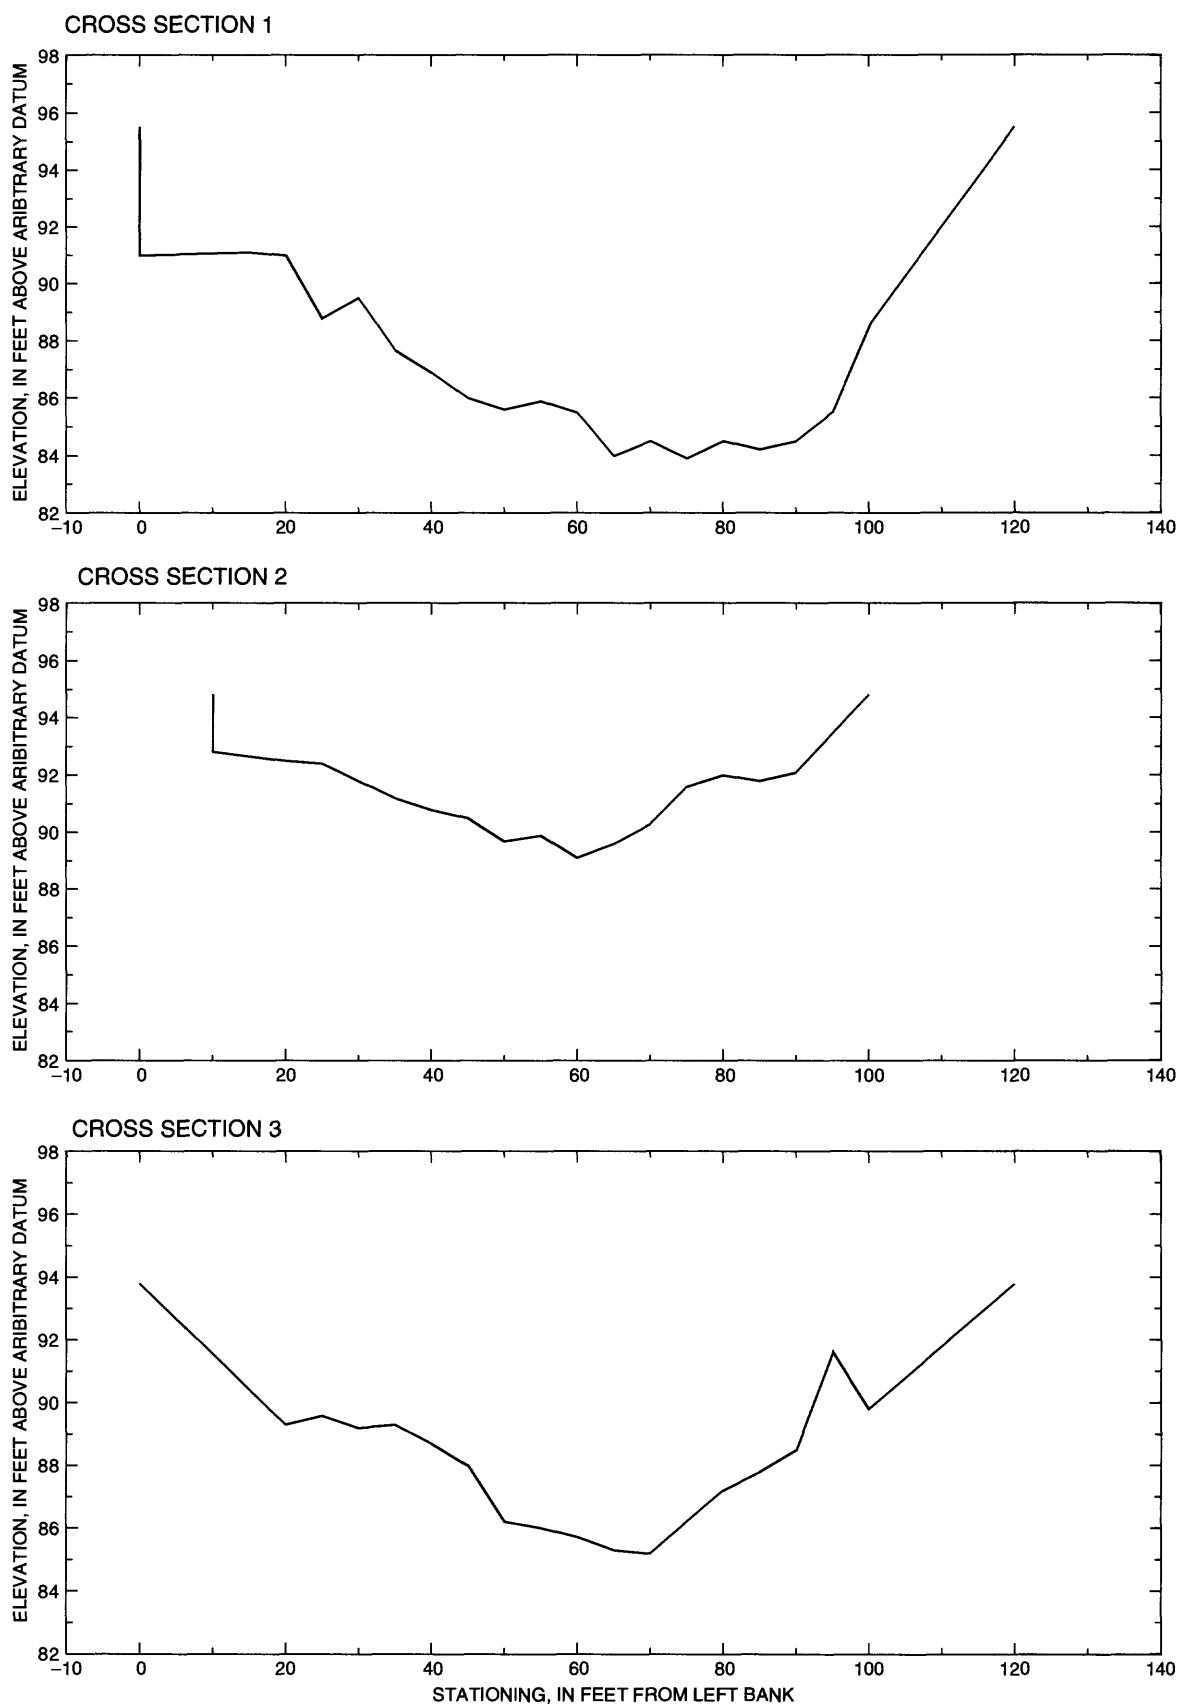 CROSS SECTION 1
ELEVATION, IN FEET ABOVE ARIBTRARY DATUM
98
96
94
92
90
88
86
84
82
−10 0 20 40 60 80 100 120 140
CROSS SECTION 2
ELEVATION, IN FEET ABOVE ARIBITRARY DATUM
98
96
94
92
90
88
86
84
82
−10 0 20 40 60 80 100 120 140
CROSS SECTION 3
ELEVATION, IN FEET ABOVE ARIBITRARY DATUM
98
96
94
92
90
88
86
84
82
−10 0 20 40 60 80 100 120 140
STATIONING, IN FEET FROM LEFT BANK